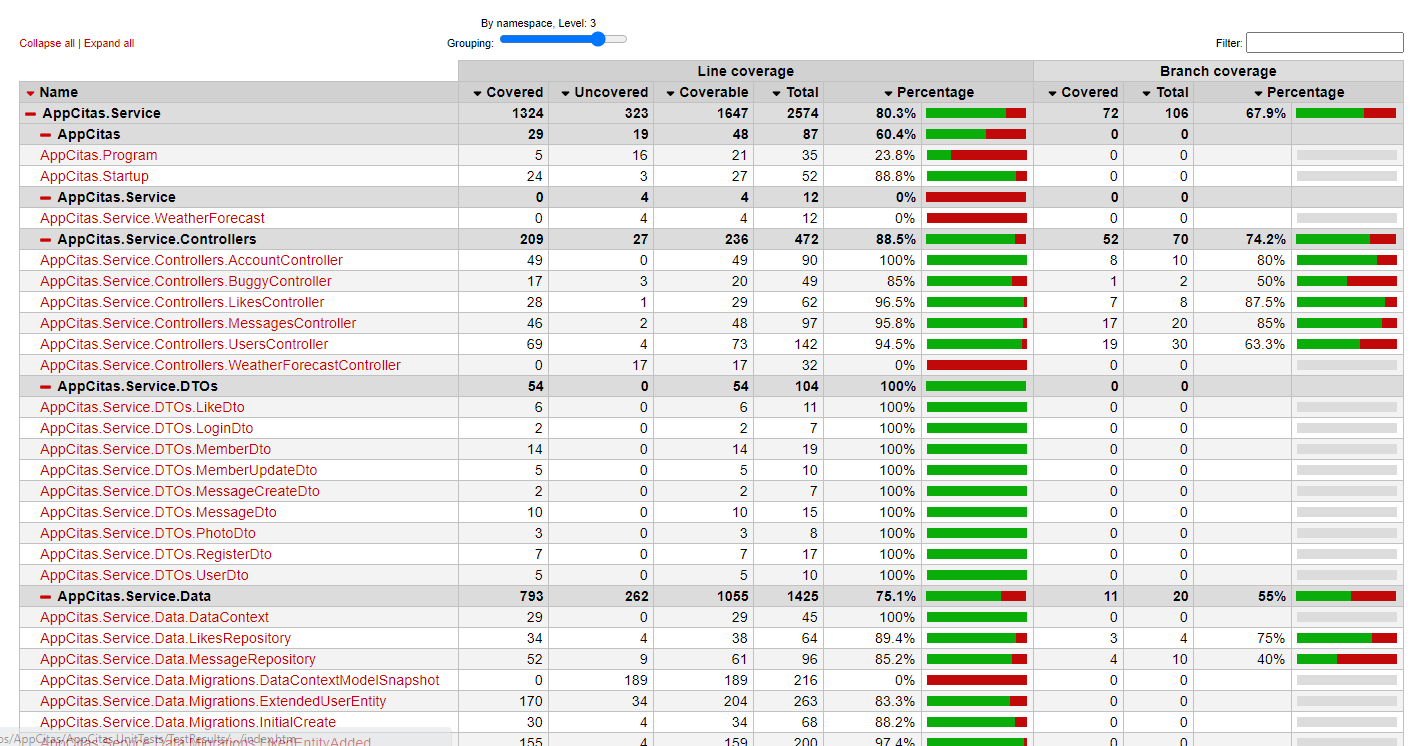 By namespace, Level: 3
Collapse all | Expand all Grouping: Filter:
Line coverage Branch coverage
Name Covered Uncovered Coverable Total Percentage Covered Total Percentage
AppCitas.Service 1324 323 1647 2574 80.3% 72 106 67.9%
AppCitas 29 19 48 87 60.4% 0 0
AppCitas.Program 5 16 21 35 23.8% 0 0
AppCitas.Startup 24 3 27 52 88.8% 0 0
AppCitas.Service 0 4 4 12 0% 0 0
AppCitas.Service.WeatherForecast 0 4 4 12 0% 0 0
AppCitas.Service.Controllers 209 27 236 472 88.5% 52 70 74.2%
AppCitas.Service.Controllers.AccountController 49 0 49 90 100% 8 10 80%
AppCitas.Service.Controllers.BuggyController 17 3 20 49 85% 1 2 50%
AppCitas.Service.Controllers.LikesController 28 1 29 62 96.5% 7 8 87.5%
AppCitas.Service.Controllers.MessagesController 46 2 48 97 95.8% 17 20 85%
AppCitas.Service.Controllers.UsersController 69 4 73 142 94.5% 19 30 63.3%
AppCitas.Service.Controllers.WeatherForecastController 0 17 17 32 0% 0 0
AppCitas.Service.DTOs 54 0 54 104 100% 0 0
AppCitas.Service.DTOs.LikeDto 6 0 6 11 100% 0 0
AppCitas.Service.DTOs.LoginDto 2 0 2 7 100% 0 0
AppCitas.Service.DTOs.MemberDto 14 0 14 19 100% 0 0
AppCitas.Service.DTOs.MemberUpdateDto 5 0 5 10 100% 0 0
AppCitas.Service.DTOs.MessageCreateDto 2 0 2 7 100% 0 0
AppCitas.Service.DTOs.MessageDto 10 0 10 15 100% 0 0
AppCitas.Service.DTOs.PhotoDto 3 0 3 8 100% 0 0
AppCitas.Service.DTOs.RegisterDto 7 0 7 17 100% 0 0
AppCitas.Service.DTOs.UserDto 5 0 5 10 100% 0 0
AppCitas.Service.Data 793 262 1055 1425 75.1% 11 20 55%
AppCitas.Service.Data.DataContext 29 0 29 45 100% 0 0
AppCitas.Service.Data.LikesRepository 34 4 38 64 89.4% 3 4 75%
AppCitas.Service.Data.MessageRepository 52 9 61 96 85.2% 4 10 40%
AppCitas.Service.Data.Migrations.DataContextModelSnapshot 0 189 189 216 0% 0 0
AppCitas.Service.Data.Migrations.ExtendedUserEntity 170 34 204 263 83.3% 0 0
AppCitas.Service.Data.Migrations.InitialCreate 30 4 34 68 88.2% 0 0
os/AppCitas/AppCitas.UnitTests/TestResults/.../index.htm
AppCitas.Service.Data.Migrations.LikedEntityAdded 155 4 159 200 97.4% 0 0